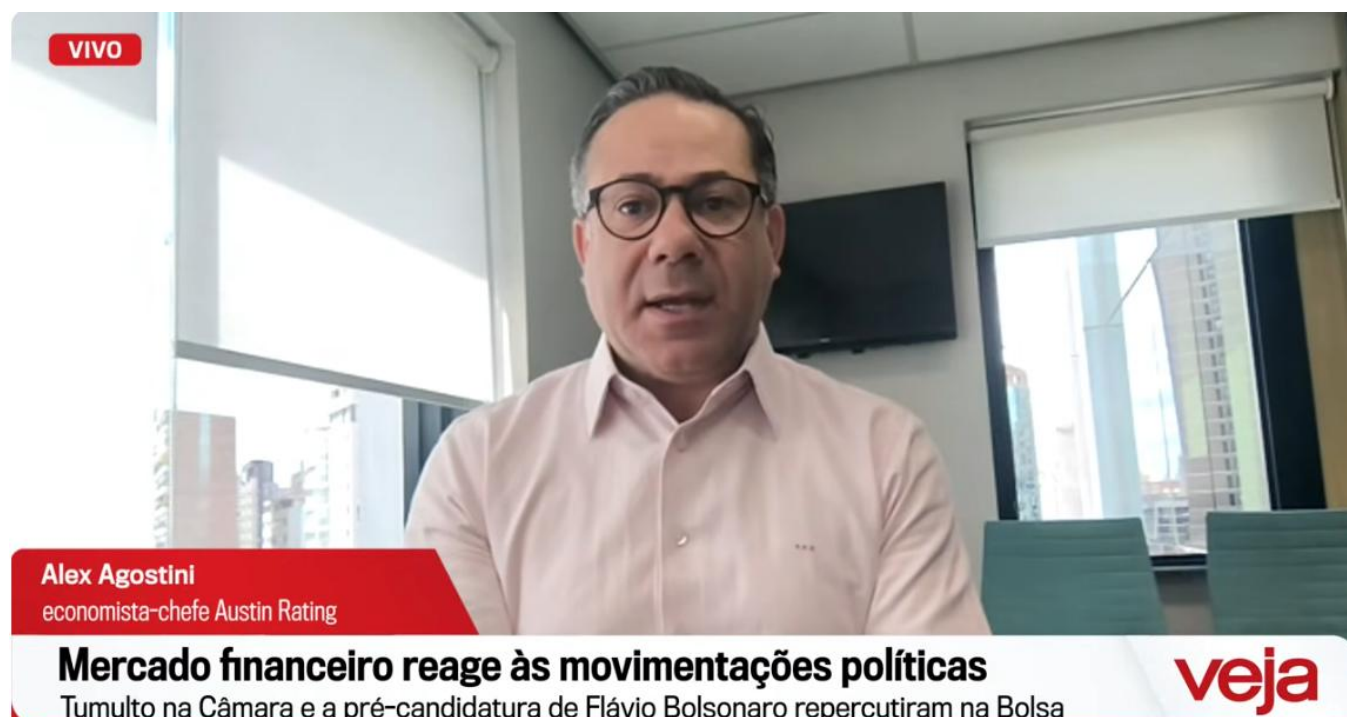 VIVO
Alex Agostini
economista-chefe Austin Rating
Mercado financeiro reage às movimentações políticas
veja
Tumulto na Câmara e a pré-candidatura de Flávio Bolsonaro repercutiram na Bolsa